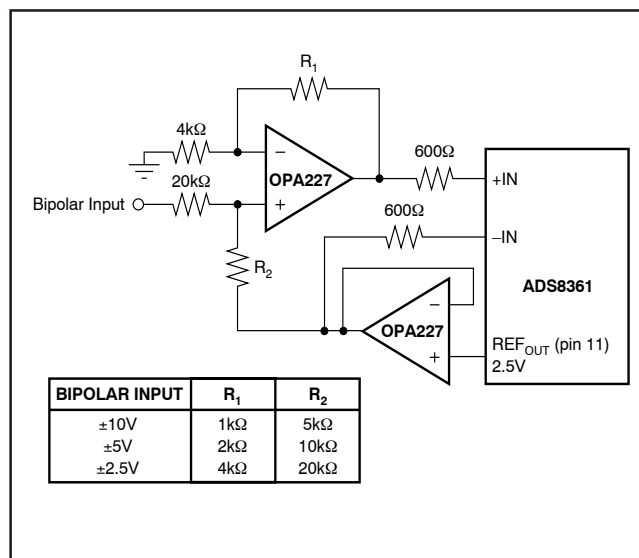 R1
4kΩ
−
OPA227
+
20kΩ
Bipolar Input
R2
600Ω
+IN
600Ω
−IN
ADS8361
−
OPA227
+
REFOUT (pin 11)
2.5V
BIPOLAR INPUT R1 R2
±10V 1kΩ 5kΩ
±5V 2kΩ 10kΩ
±2.5V 4kΩ 20kΩ